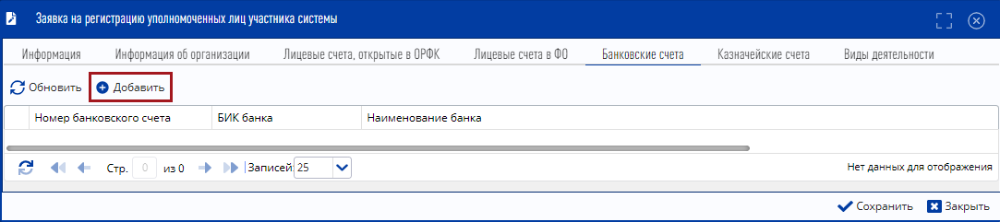 Заявка на регистрацию уполномоченных лиц участника системы
Информация Информация об организации Лицевые счета, открытые в ОРФК Лицевые счета в ФО Банковские счета Казначейские счета Виды деятельности
Обновить Добавить
Номер банковского счета БИК банка Наименование банка
Стр. 0 из 0 Записей: 25 Нет данных для отображения
Сохранить Закрыть